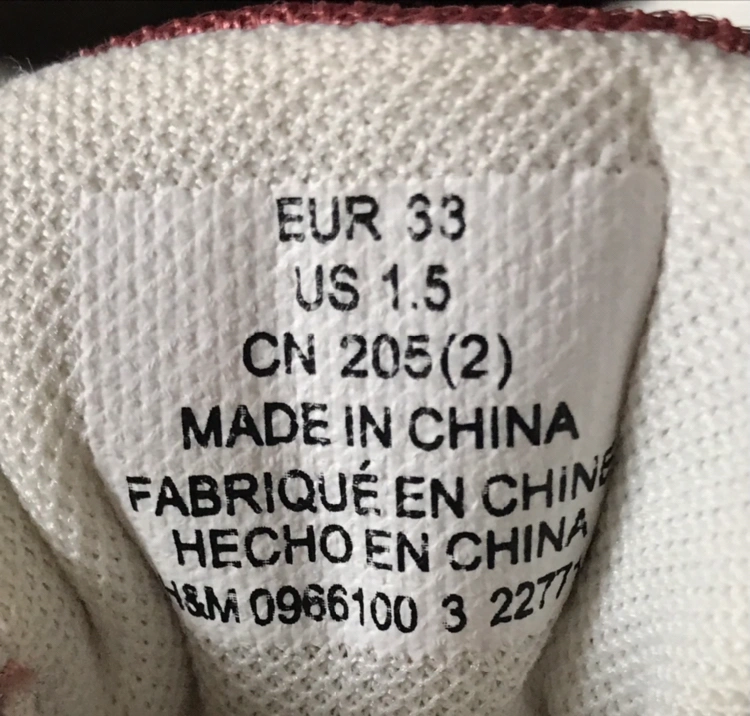 EUR 33
US 1.5
CN 205(2)
MADE IN CHINA
FABRIQUÉ EN CHINE
HECHO EN CHINA
H&M 0966100 3